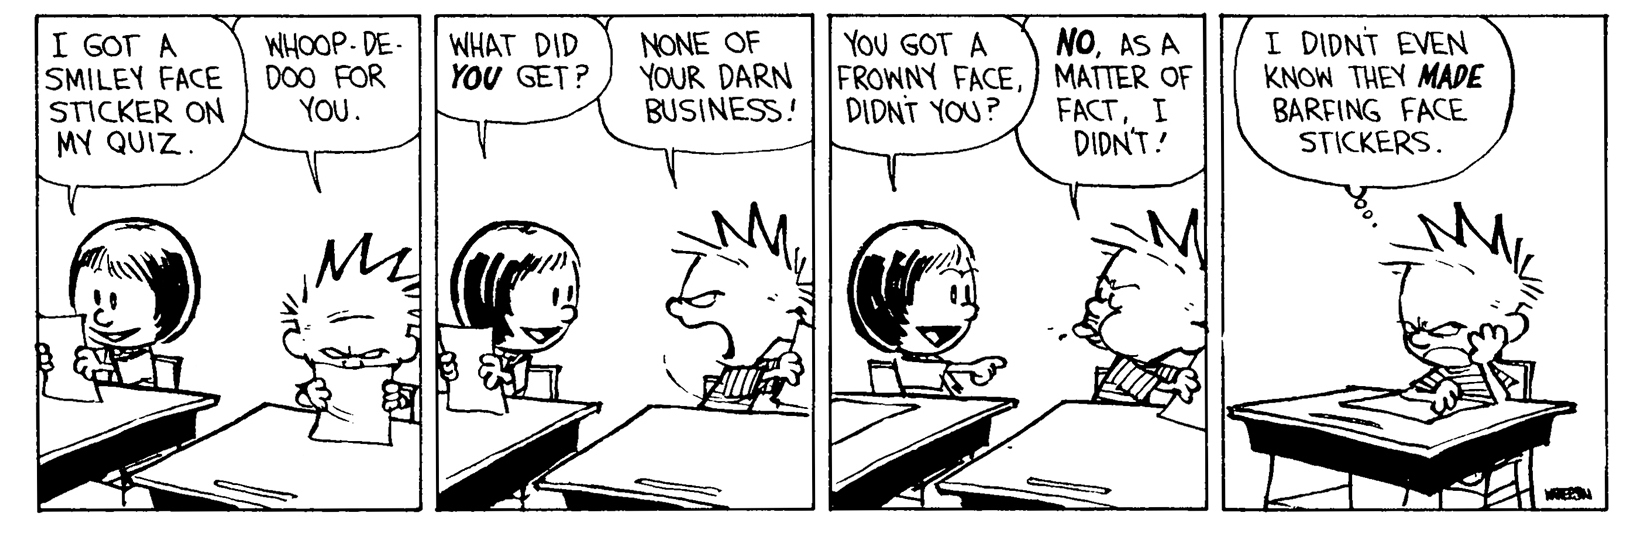 I GOT A
SMILEY FACE
STICKER ON
MY QUIZ.
WHOOP-DE-
DOO FOR
YOU.
WHAT DID
YOU GET?
NONE OF
YOUR DARN
BUSINESS!
YOU GOT A
FROWNY FACE,
DIDN'T YOU?
NO, AS A
MATTER OF
FACT, I
DIDN'T!
I DIDN'T EVEN
KNOW THEY MADE
BARFING FACE
STICKERS.
WATTERSON